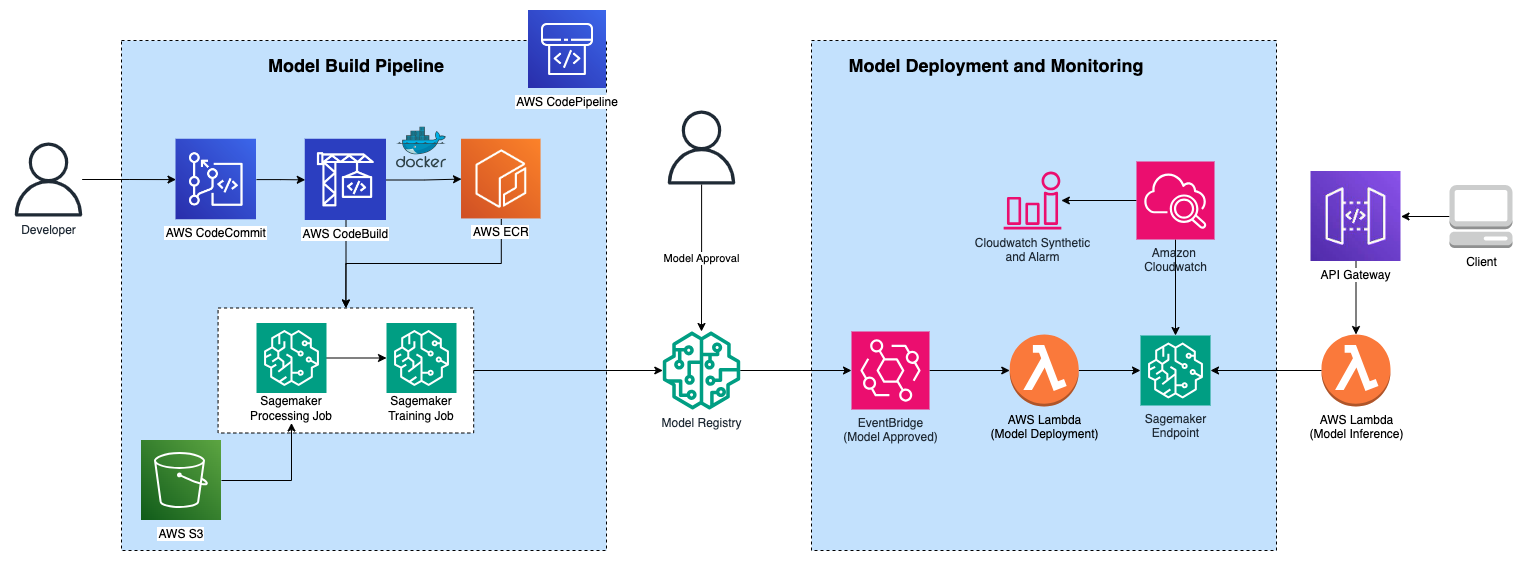 Model Build Pipeline
AWS CodePipeline
Developer
AWS CodeCommit
AWS CodeBuild
docker
AWS ECR
Sagemaker
Processing Job
Sagemaker
Training Job
AWS S3
Model Approval
Model Registry
Model Deployment and Monitoring
Cloudwatch Synthetic
and Alarm
Amazon
Cloudwatch
EventBridge
(Model Approved)
AWS Lambda
(Model Deployment)
Sagemaker
Endpoint
API Gateway
Client
AWS Lambda
(Model Inference)